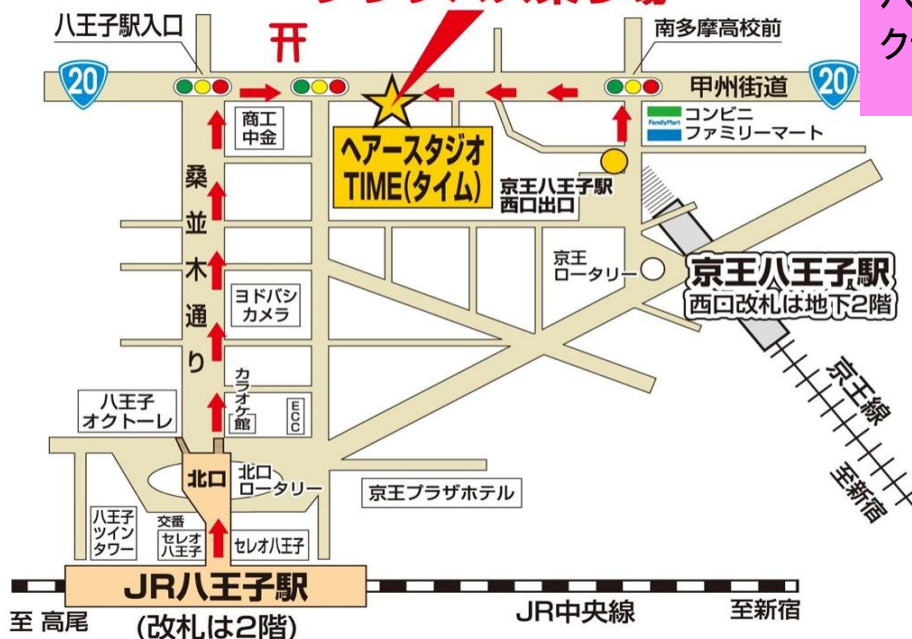 八王子駅入口
南多摩高校前
20
甲州街道
20
商工
中金
コンビニ
FamilyMart
ファミリーマート
ヘアースタジオ
TIME(タイム)
京王八王子駅
西口出口
桑並木通り
京王
ロータリー
京王八王子駅
西口改札は地下2階
ヨドバシ
カメラ
カラオケ館
ECC
八王子
オクトーレ
京王線
至新宿
北口
北口
ロータリー
京王プラザホテル
八王子
ツイン
タワー
交番
セレオ
八王子
セレオ八王子
JR八王子駅
(改札は2階)
至 高尾
JR中央線
至新宿